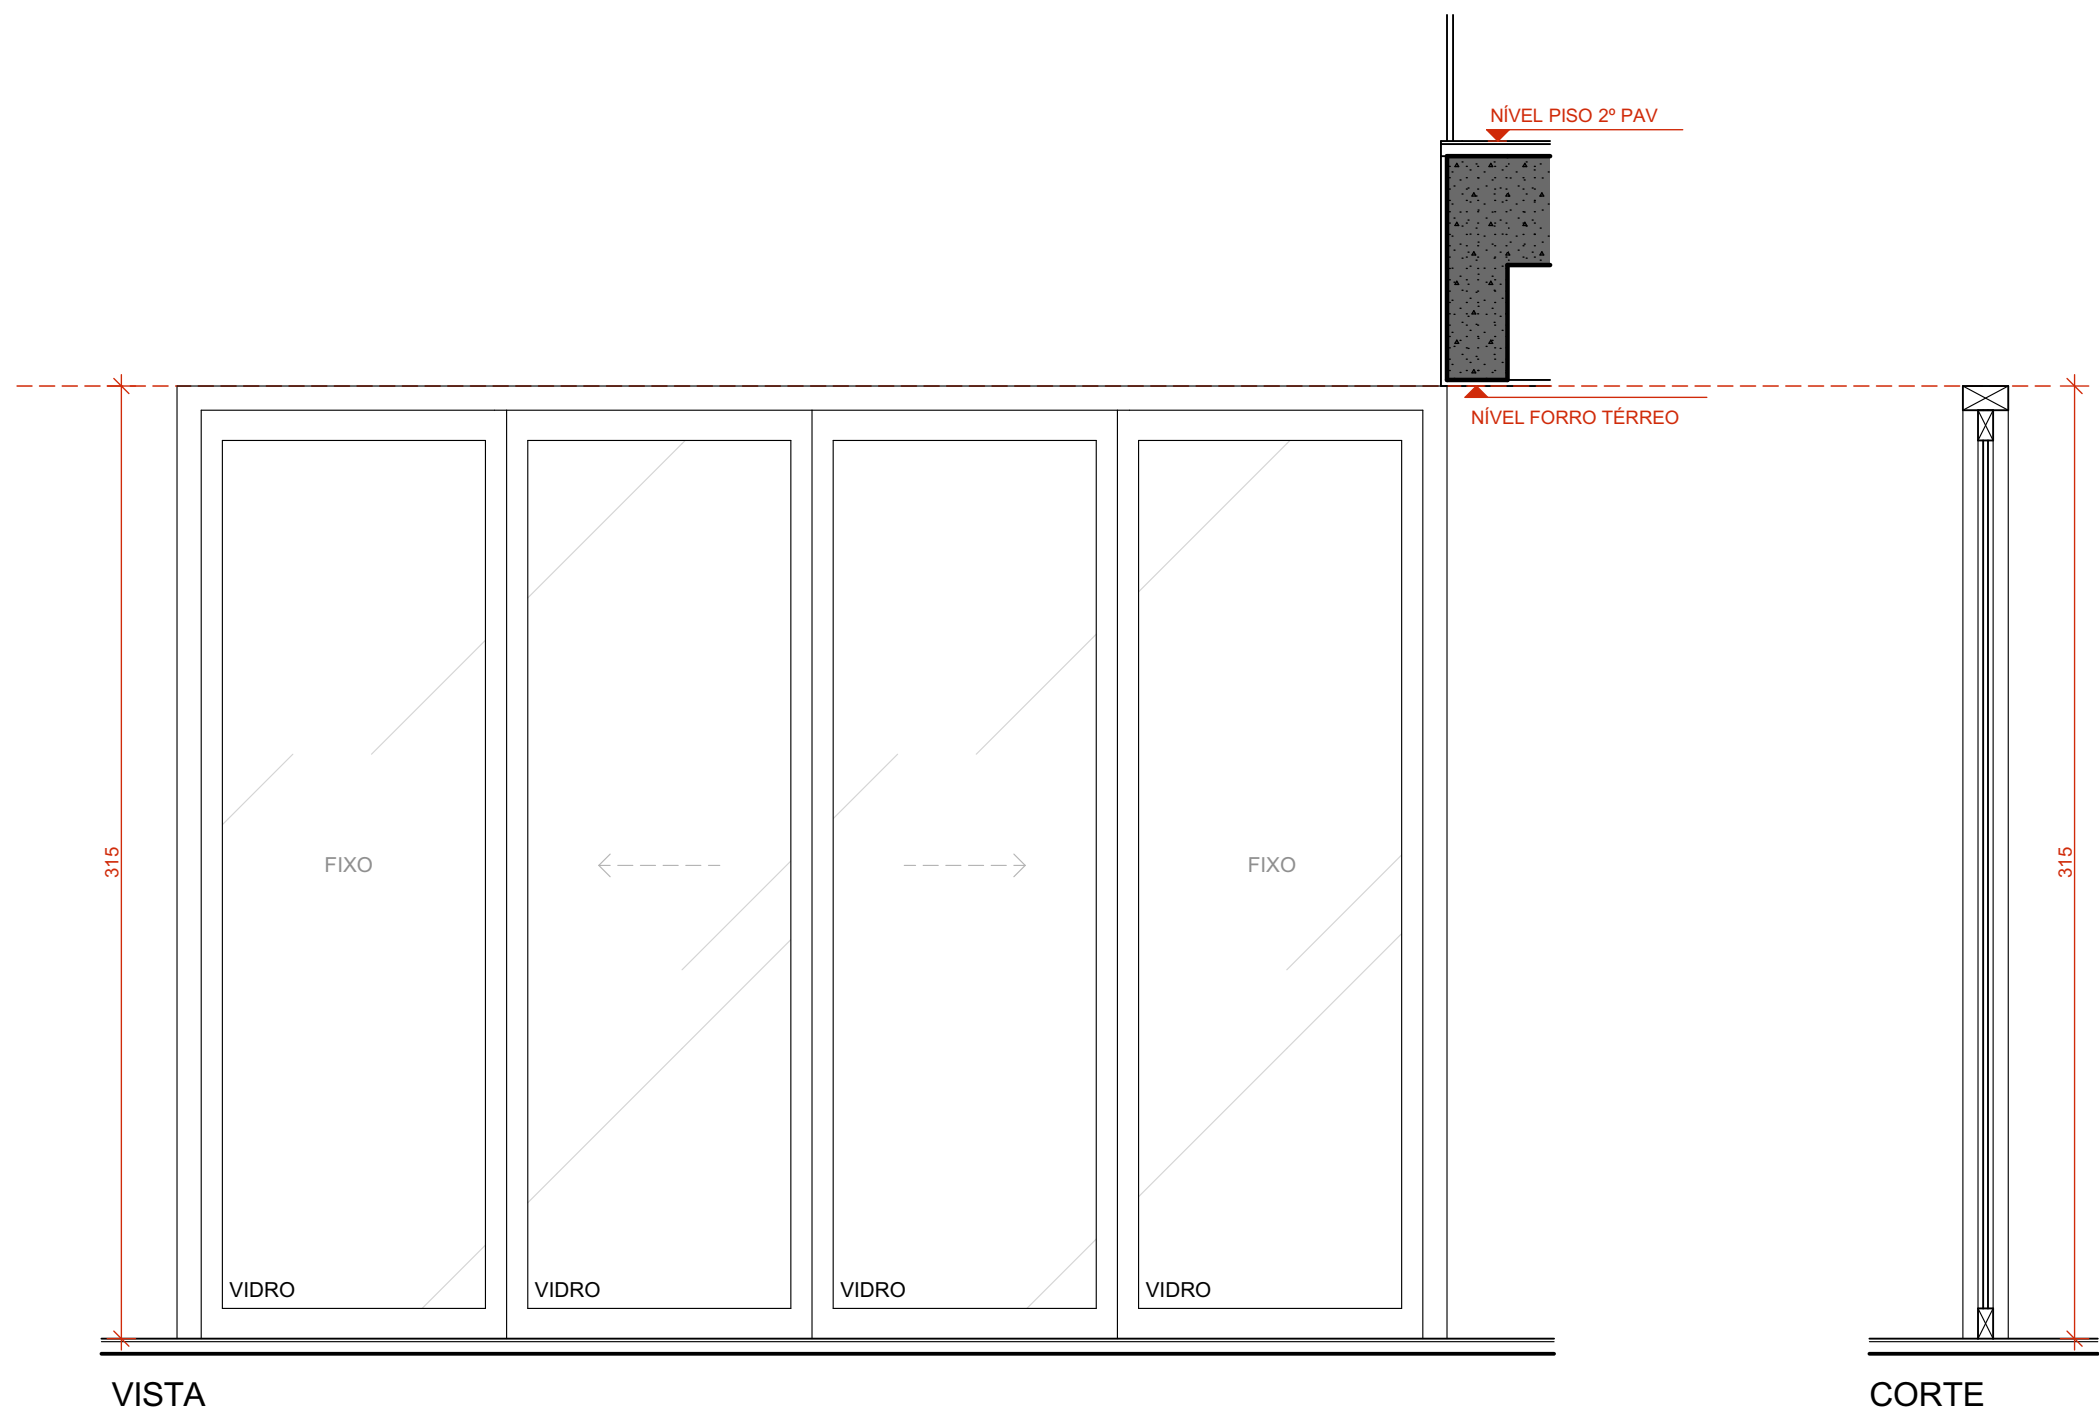 NÍVEL PISO 2º PAV
NÍVEL FORRO TÉRREO
315
FIXO
FIXO
315
VIDRO
VIDRO
VIDRO
VIDRO
VISTA
CORTE